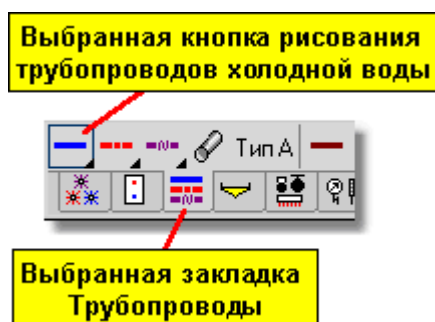 Выбранная кнопка рисования
трубопроводов холодной воды
Тип А
Выбранная закладка
Трубопроводы